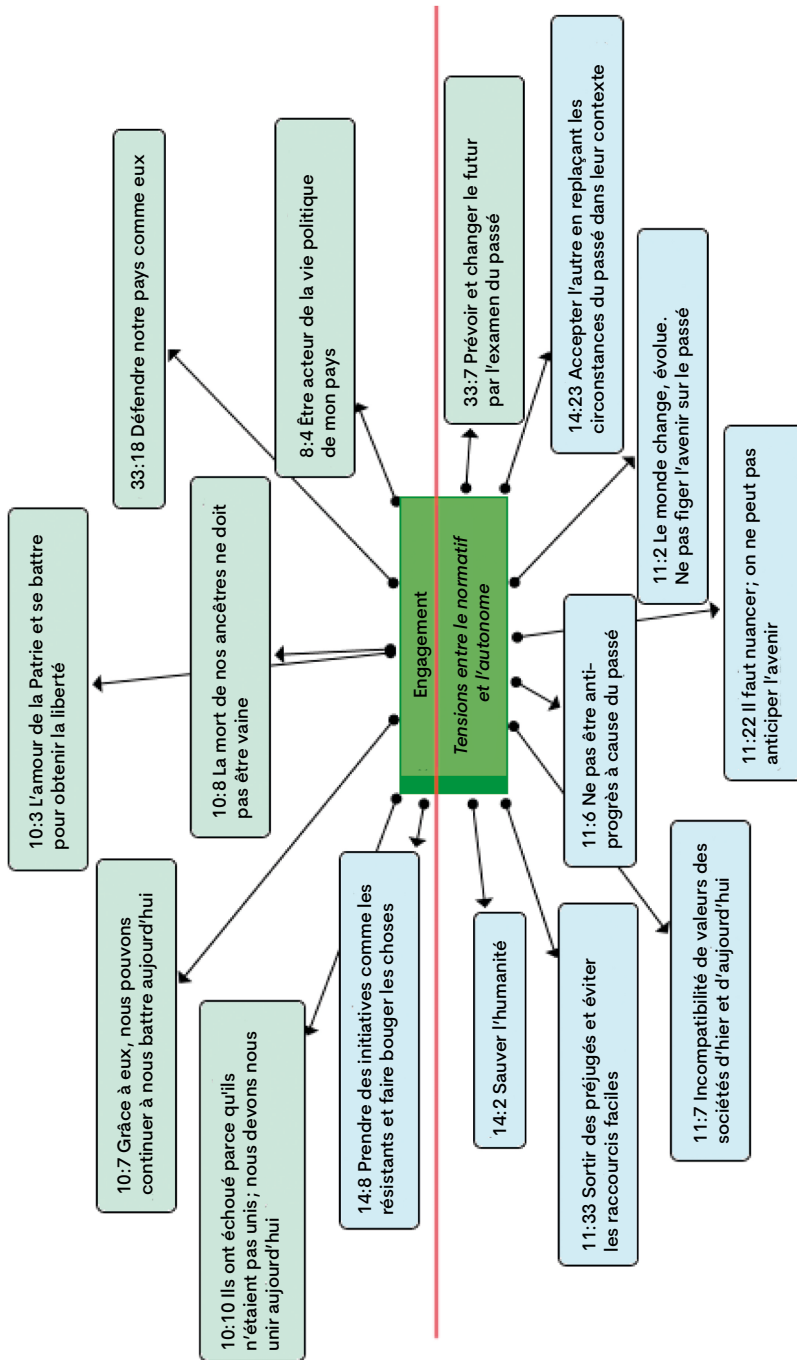 10:10 Ils ont échoué parce qu'ils
n'étaient pas unis ; nous devons nous
unir aujourd'hui
10:7 Grâce à eux, nous pouvons
continuer à nous battre aujourd'hui
10:3 L'amour de la Patrie et se battre
pour obtenir la liberté
10:8 La mort de nos ancêtres ne doit
pas être vaine
33:18 Défendre notre pays comme eux
8:4 Être acteur de la vie politique
de mon pays
14:8 Prendre des initiatives comme les
résistants et faire bouger les choses
Engagement
Tensions entre le normatif
et l'autonome
33:7 Prévoir et changer le futur
par l'examen du passé
14:2 Sauver l'humanité
14:23 Accepter l'autre en replaçant les
circonstances du passé dans leur contexte
11:33 Sortir des préjugés et éviter
les raccourcis faciles
11:6 Ne pas être anti-
progrès à cause du passé
11:2 Le monde change, évolue.
Ne pas figer l'avenir sur le passé
11:7 Incompatibilité de valeurs des
sociétés d'hier et d'aujourd'hui
11:22 Il faut nuancer ; on ne peut pas
anticiper l'avenir